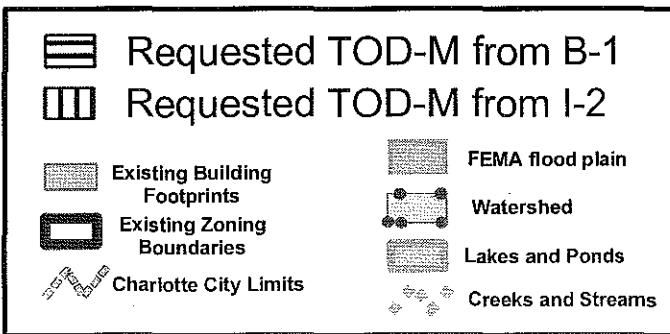 Requested TOD-M from B-1
Requested TOD-M from I-2
Existing Building
Footprints
Existing Zoning
Boundaries
Charlotte City Limits
FEMA flood plain
Watershed
Lakes and Ponds
Creeks and Streams